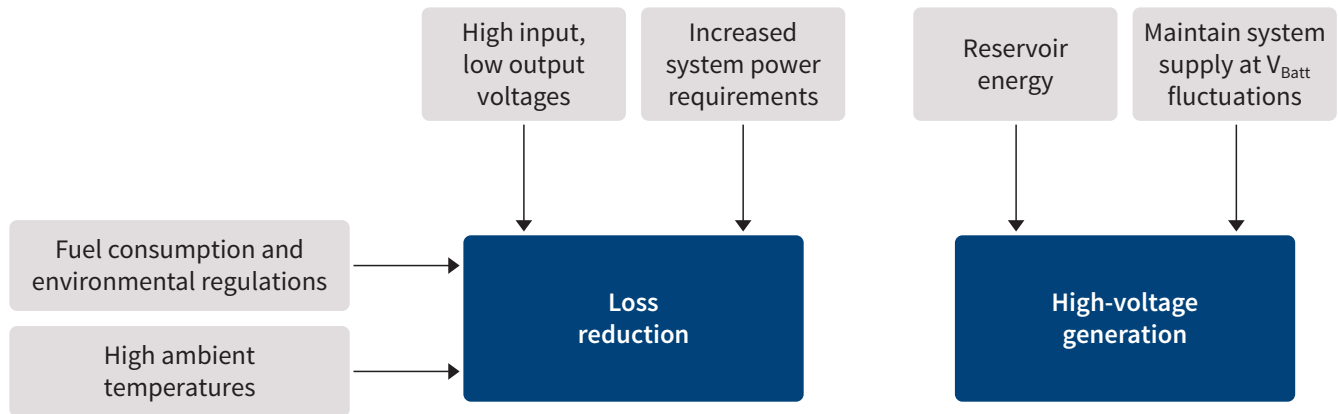 High input,
low output
voltages
Increased
system power
requirements
Reservoir
energy
Maintain system
supply at V_Batt
fluctuations
Fuel consumption and
environmental regulations
High ambient
temperatures
Loss
reduction
High-voltage
generation